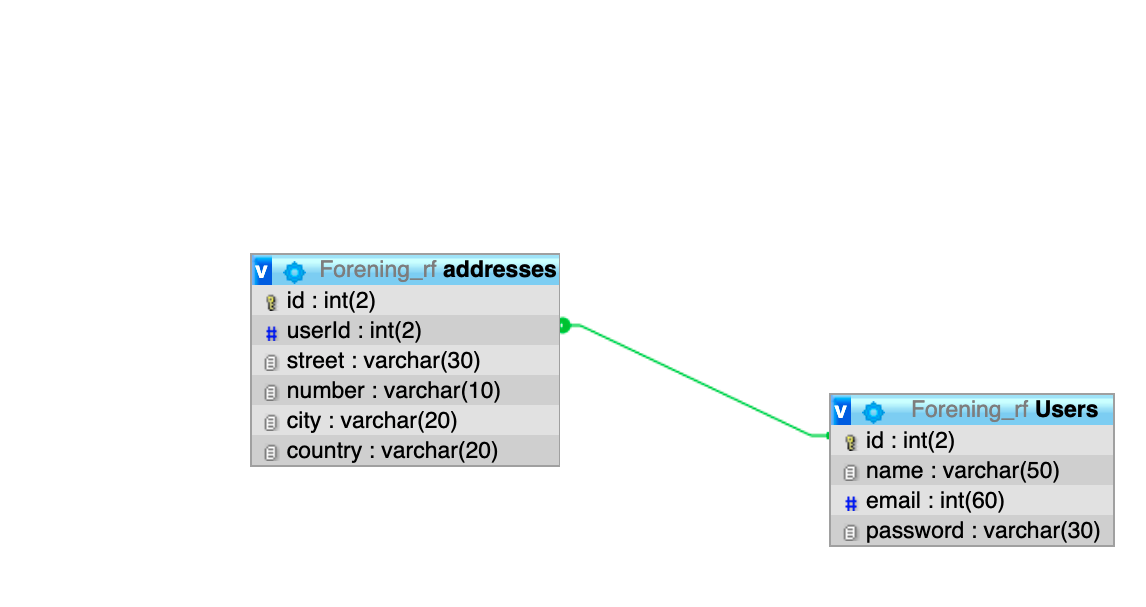 v Forening_rf addresses
id : int(2)
userId : int(2)
street : varchar(30)
number : varchar(10)
city : varchar(20)
country : varchar(20)
v Forening_rf Users
id : int(2)
name : varchar(50)
# email : int(60)
password : varchar(30)